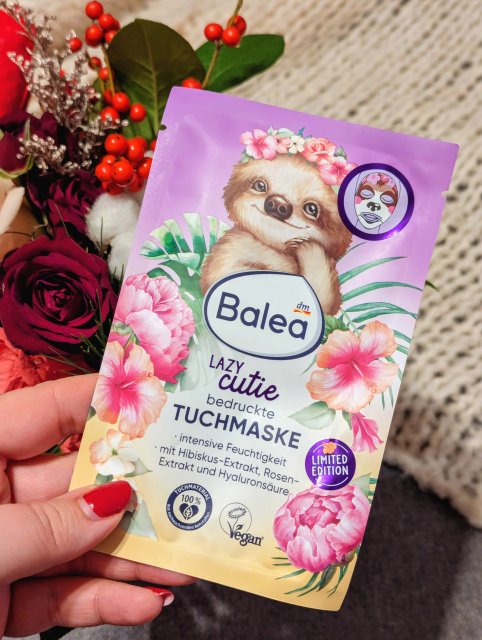 Balea
dm
LAZY
cutie
bedruckte
TUCHMASKE
· intensive Feuchtigkeit
· mit Hibiskus-Extrakt, Rosen-
Extrakt und Hyaluronsäure
LIMITED
EDITION
TUCHMATERIAL
100 %
Vegan